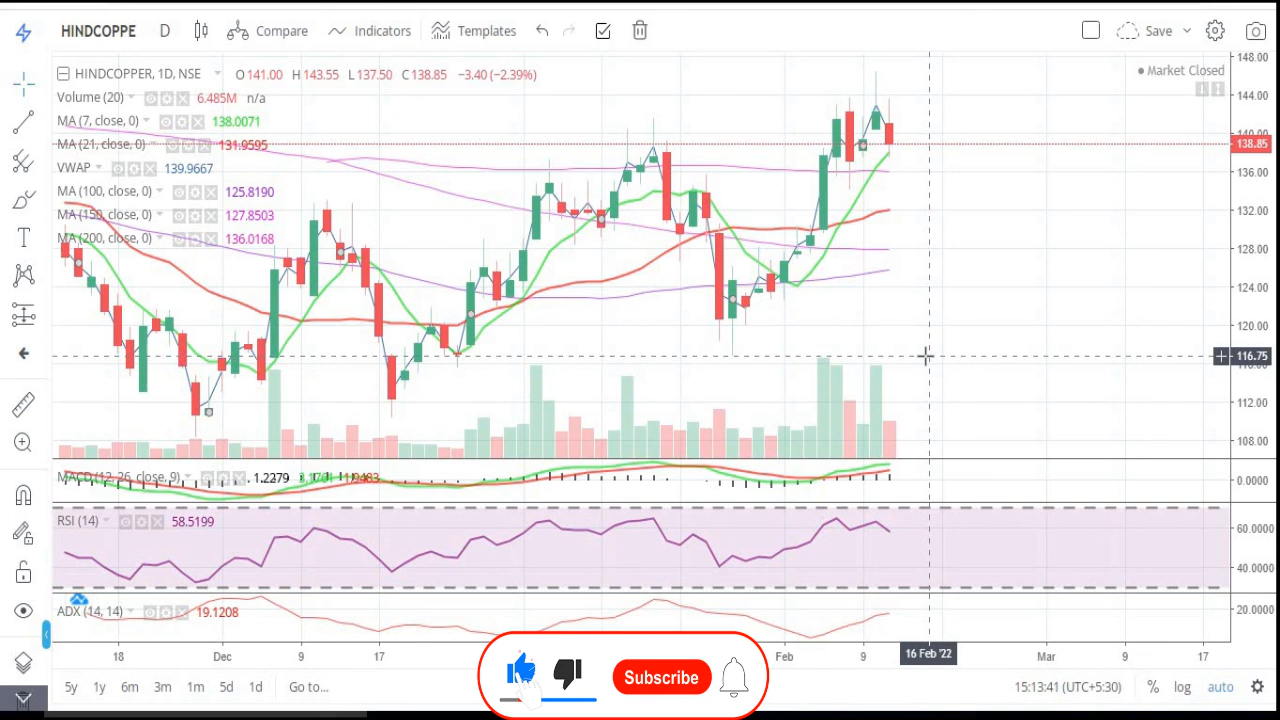 HINDCOPPE D Compare Indicators Templates Save
HINDCOPPER, 1D, NSE O 141.00 H 143.55 L 137.50 C 138.85 −3.40 (−2.39%)
Market Closed
Volume (20) 6.485M n/a
MA (7, close, 0) 138.0071
MA (21, close, 0) 131.9595
VWAP 139.9667
MA (100, close, 0) 125.8190
MA (150, close, 0) 127.8503
MA (200, close, 0) 136.0168
148.00
144.00
140.00
138.85
136.00
132.00
128.00
124.00
120.00
116.75
116.00
112.00
108.00
MACD (12, 26, close, 9) 1.2279
0.0000
RSI (14) 58.5199
60.0000
40.0000
ADX (14, 14) 19.1208
20.0000
18 Dec 9 17 Feb 9 16 Feb '22 Mar 9 17
5y 1y 6m 3m 1m 5d 1d Go to...
Subscribe
15:13:41 (UTC+5:30) % log auto